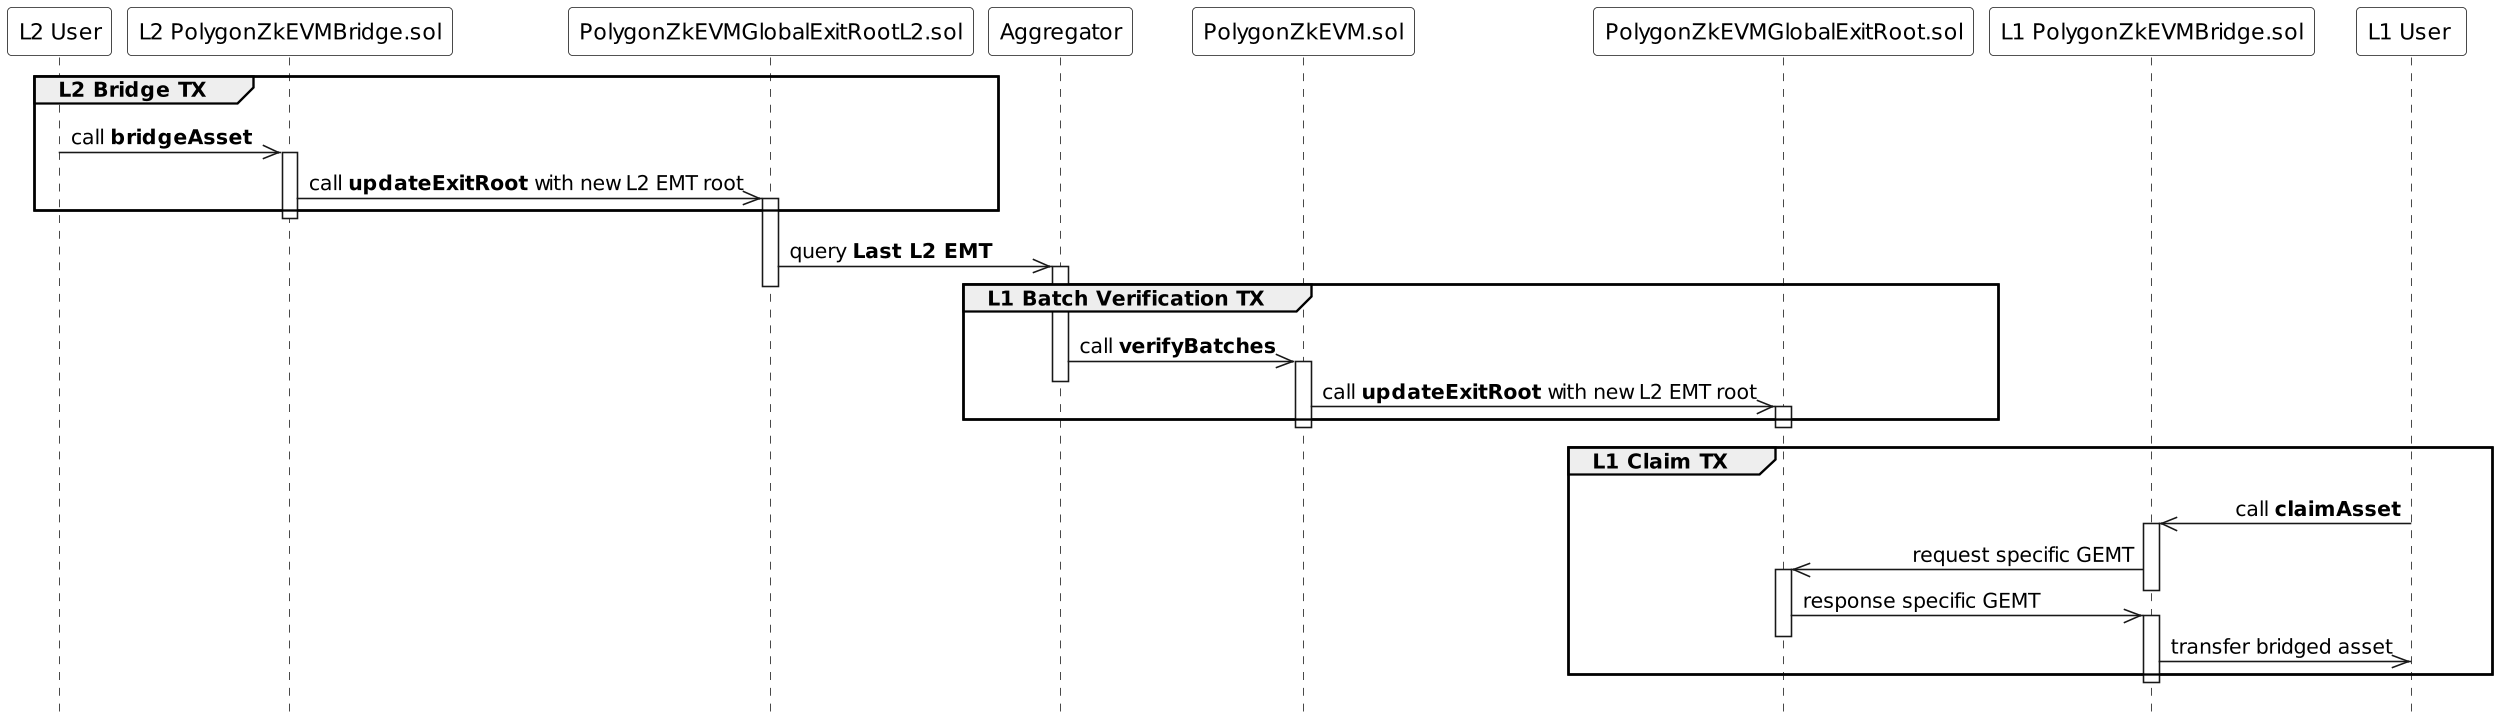 L2 User
L2 PolygonZkEVMBridge.sol
PolygonZkEVMGlobalExitRootL2.sol
Aggregator
PolygonZkEVM.sol
PolygonZkEVMGlobalExitRoot.sol
L1 PolygonZkEVMBridge.sol
L1 User
L2 Bridge TX
call bridgeAsset
call updateExitRoot with new L2 EMT root
query Last L2 EMT
L1 Batch Verification TX
call verifyBatches
call updateExitRoot with new L2 EMT root
L1 Claim TX
call claimAsset
request specific GEMT
response specific GEMT
transfer bridged asset